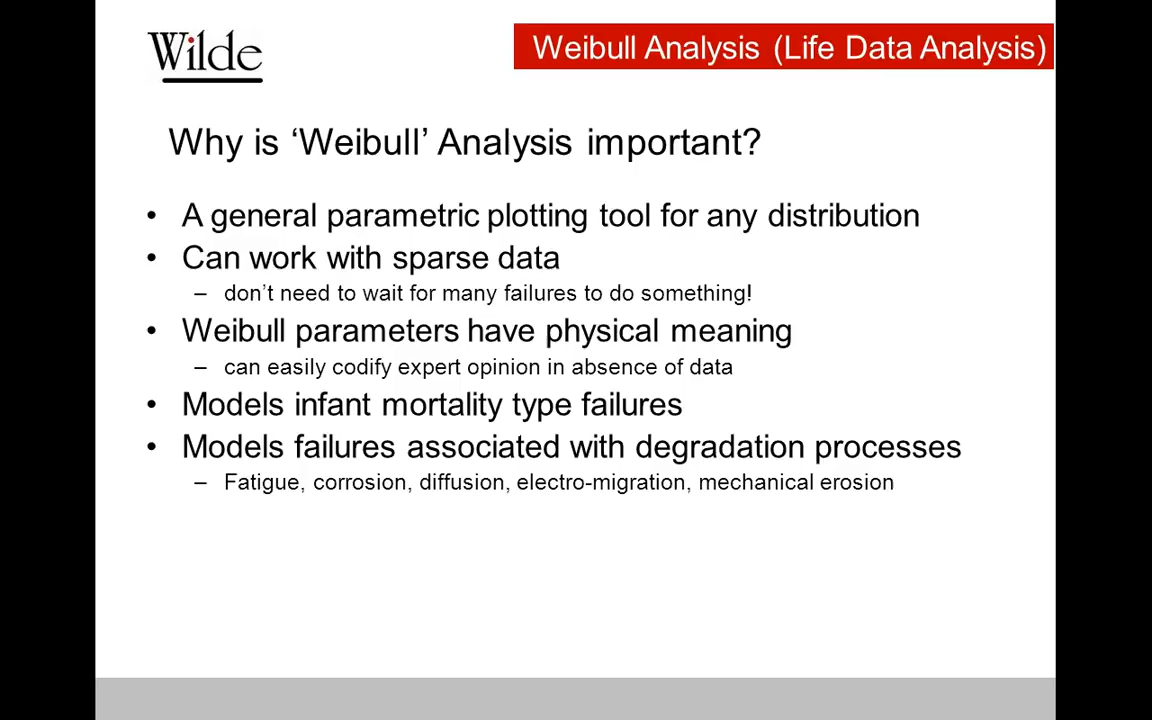 Wilde
Weibull Analysis (Life Data Analysis)
Why is ‘Weibull’ Analysis important?
• A general parametric plotting tool for any distribution
• Can work with sparse data
– don’t need to wait for many failures to do something!
• Weibull parameters have physical meaning
– can easily codify expert opinion in absence of data
• Models infant mortality type failures
• Models failures associated with degradation processes
– Fatigue, corrosion, diffusion, electro-migration, mechanical erosion